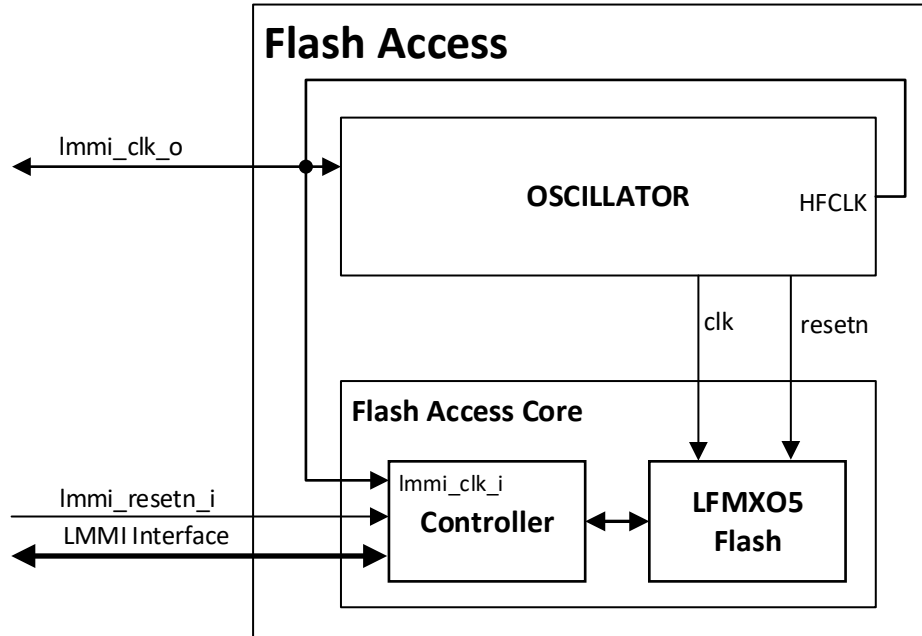 Flash Access
lmmi_clk_o
OSCILLATOR
HFCLK
clk
resetn
Flash Access Core
lmmi_clk_i
Controller
LFMXO5
Flash
lmmi_resetn_i
LMMI Interface